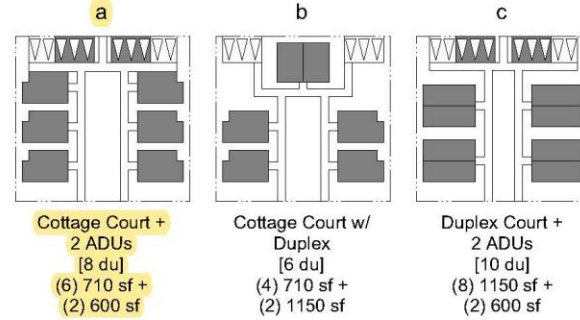 a
b
c
Cottage Court +
2 ADUs
[8 du]
(6) 710 sf +
(2) 600 sf
Cottage Court w/
Duplex
[6 du]
(4) 710 sf +
(2) 1150 sf
Duplex Court +
2 ADUs
[10 du]
(8) 1150 sf +
(2) 600 sf